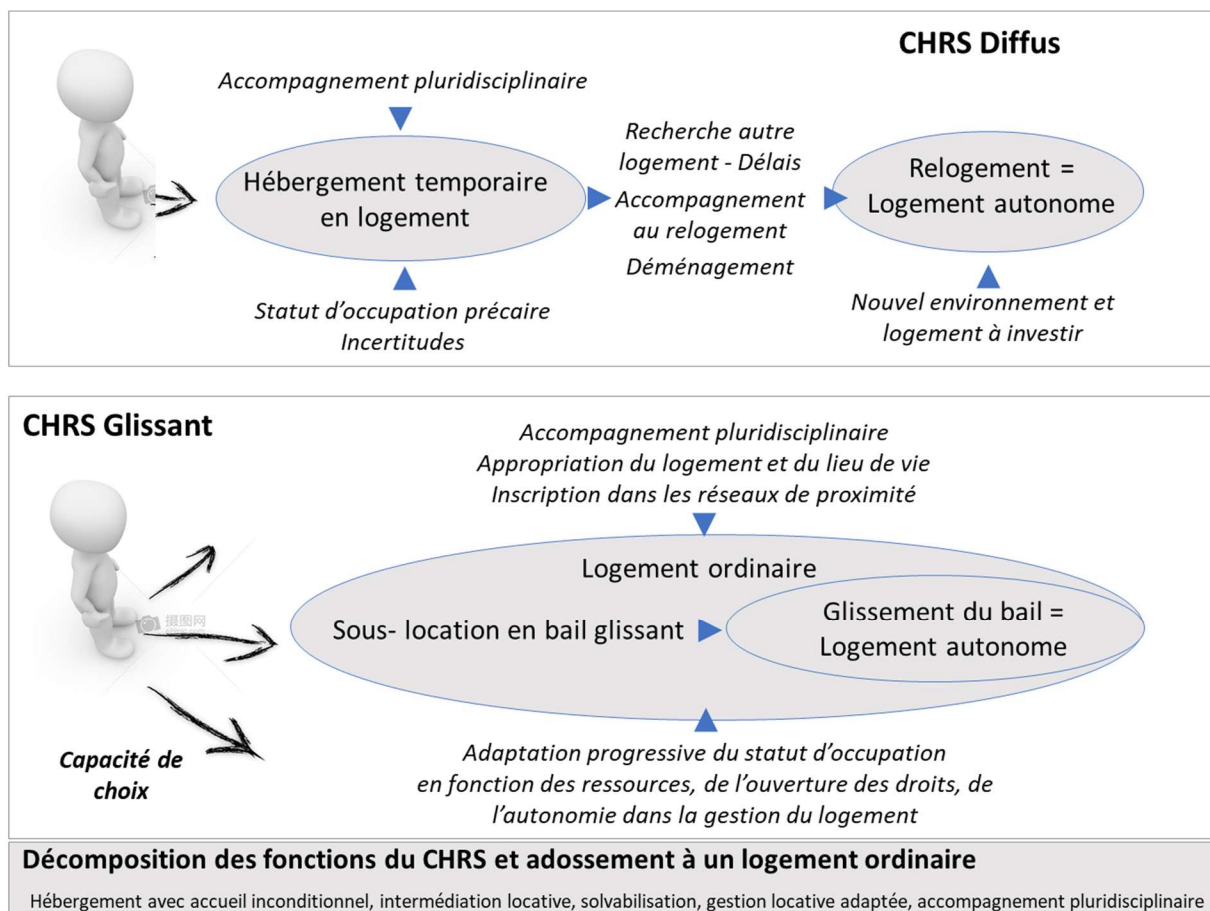 CHRS Diffus
Accompagnement pluridisciplinaire
Hébergement temporaire
en logement
Statut d’occupation précaire
Incertitudes
Recherche autre
logement - Délais
Accompagnement
au relogement
Déménagement
Relogement =
Logement autonome
Nouvel environnement et
logement à investir
CHRS Glissant
Accompagnement pluridisciplinaire
Appropriation du logement et du lieu de vie
Inscription dans les réseaux de proximité
Logement ordinaire
Sous- location en bail glissant
Glissement du bail =
Logement autonome
摄图网
Capacité de
choix
Adaptation progressive du statut d’occupation
en fonction des ressources, de l’ouverture des droits, de
l’autonomie dans la gestion du logement
Décomposition des fonctions du CHRS et adossement à un logement ordinaire
Hébergement avec accueil inconditionnel, intermédiation locative, solvabilisation, gestion locative adaptée, accompagnement pluridisciplinaire